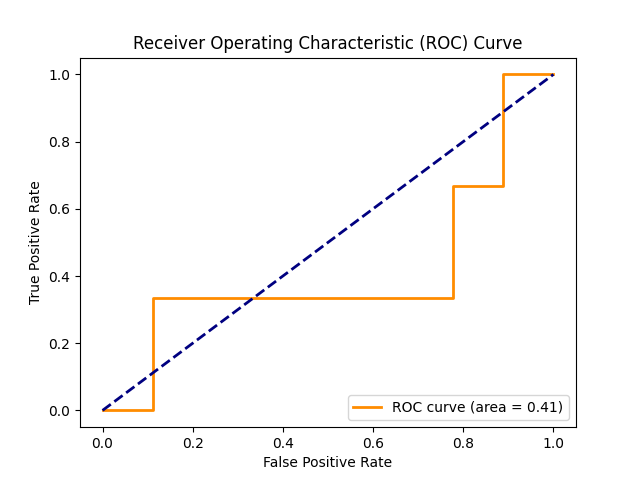 Receiver Operating Characteristic (ROC) Curve
1.0
0.8
0.6
0.4
0.2
0.0
True Positive Rate
ROC curve (area = 0.41)
0.0 0.2 0.4 0.6 0.8 1.0
False Positive Rate